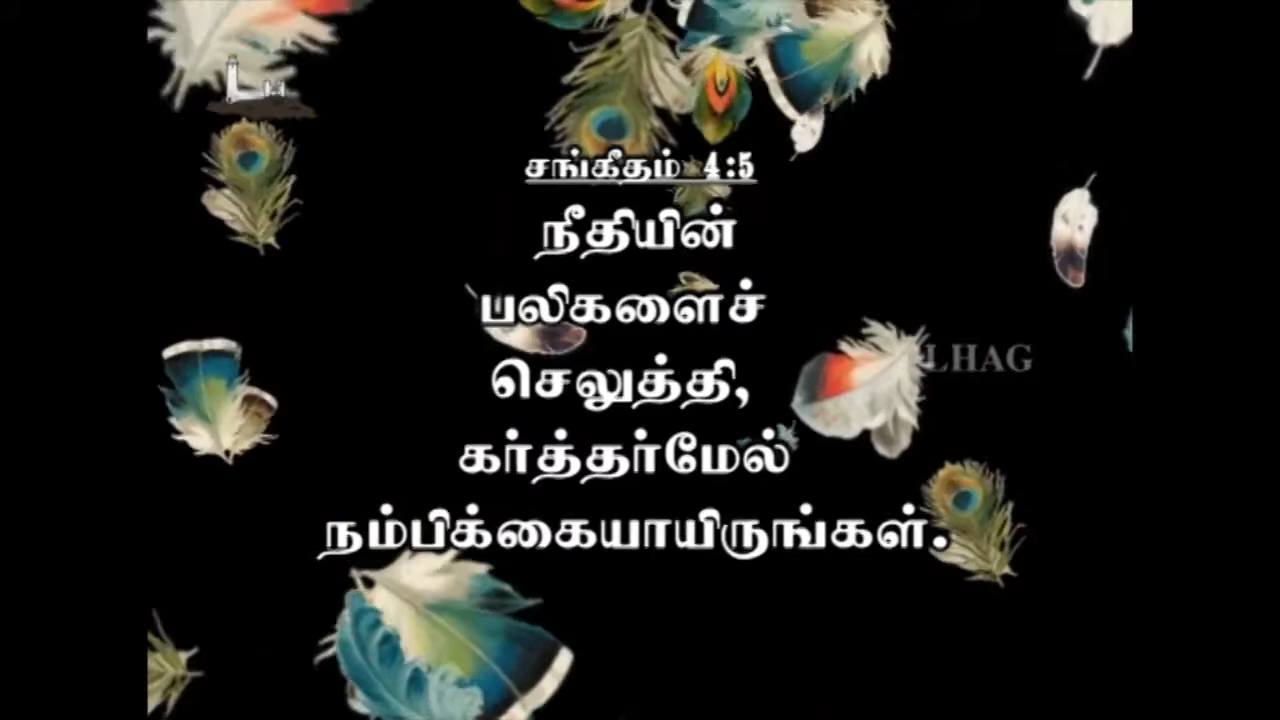 சங்கீதம் 4:5
நீதியின்
பலிகளைச்
செலுத்தி,
LHAG
கர்த்தர்மேல்
நம்பிக்கையாயிருங்கள்.